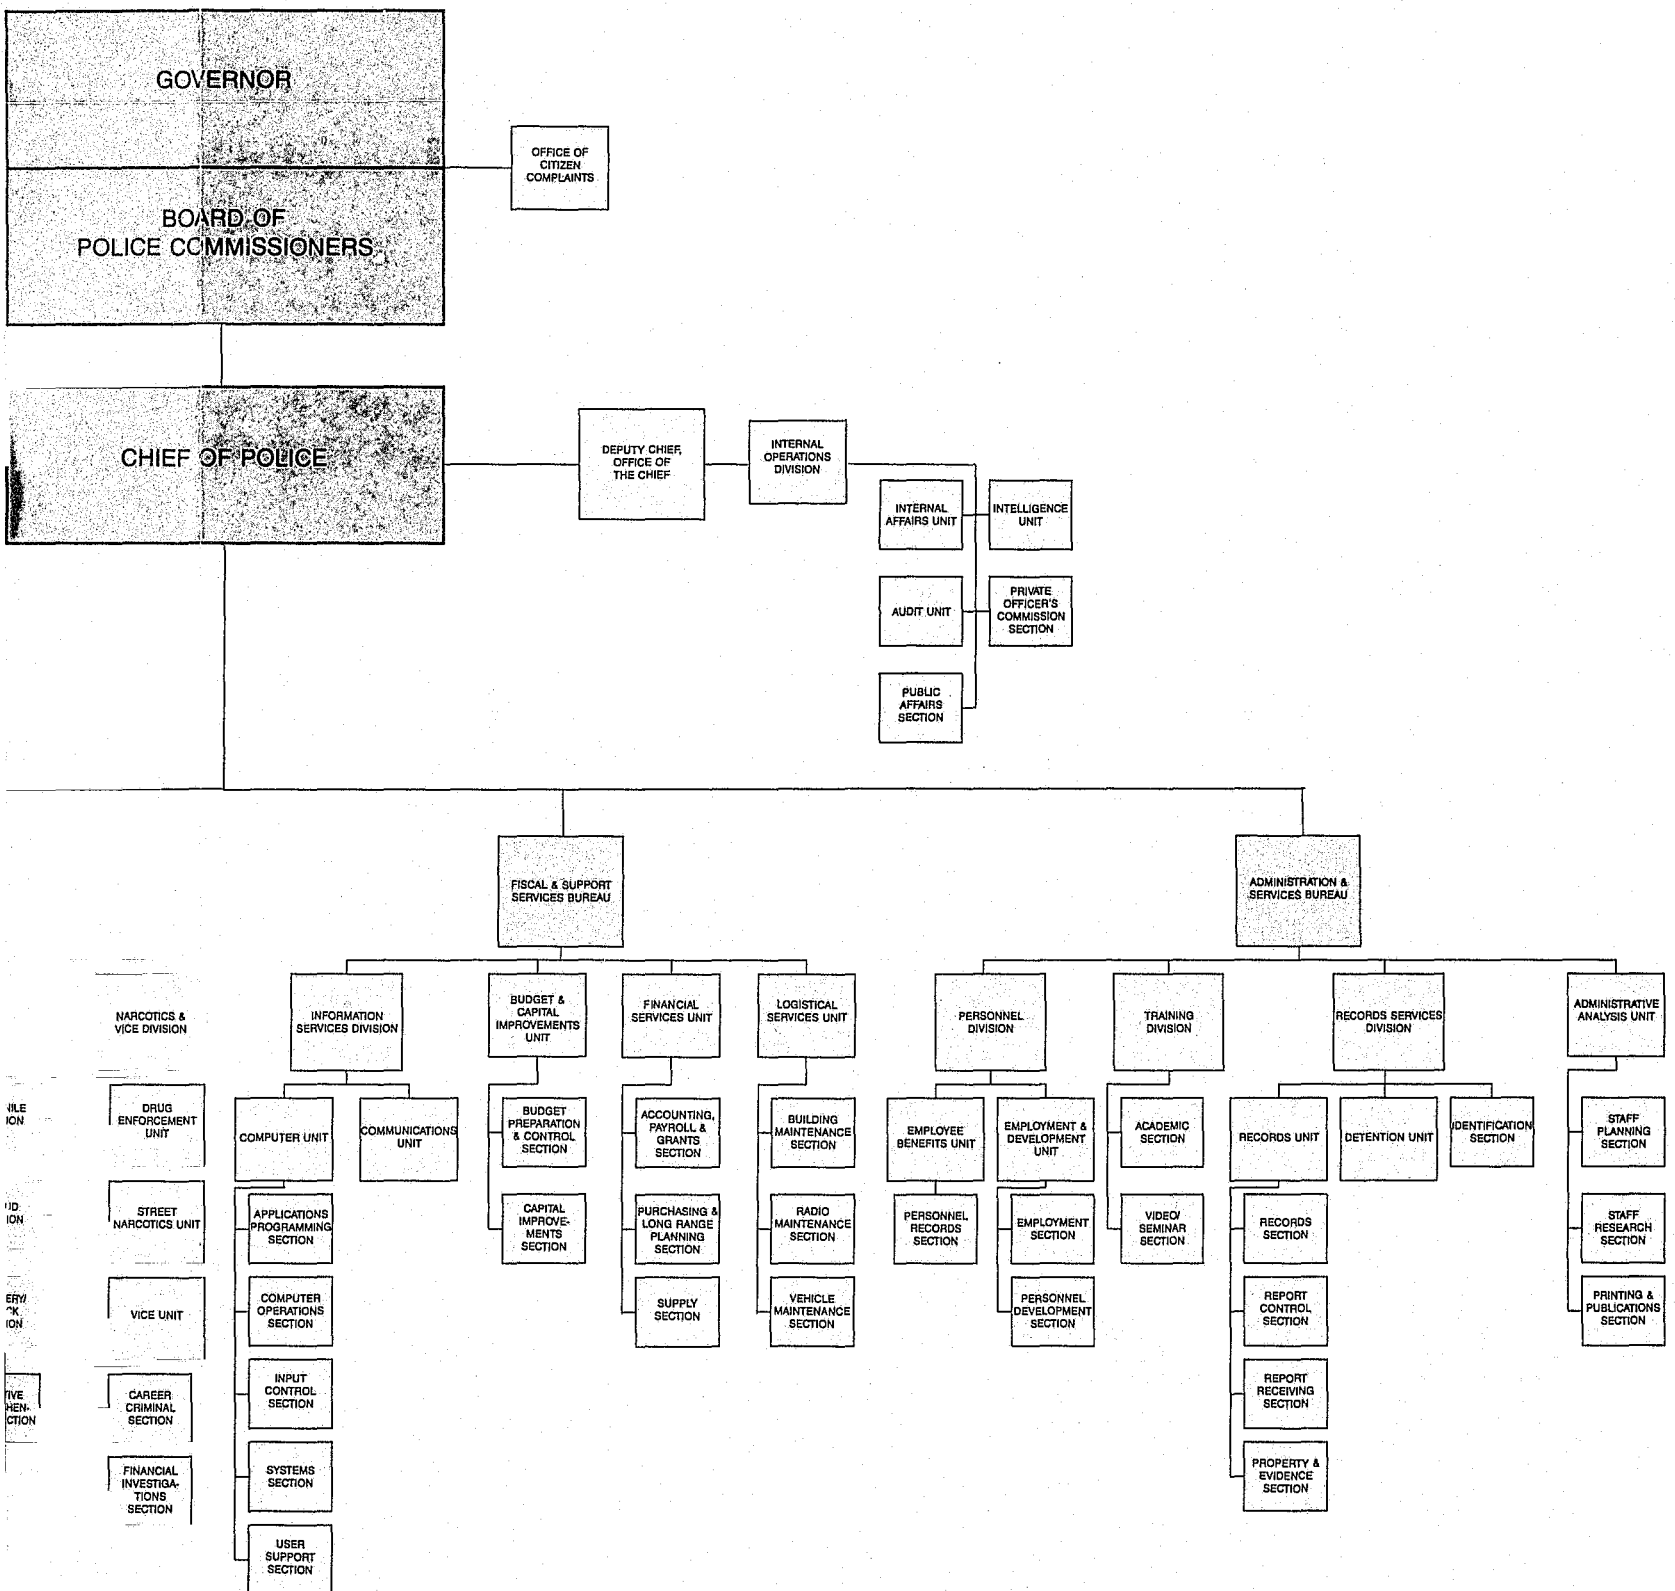 GOVERNOR
OFFICE OF
CITIZEN
COMPLAINTS
BOARD OF
POLICE COMMISSIONERS
CHIEF OF POLICE
DEPUTY CHIEF,
OFFICE OF
THE CHIEF
INTERNAL
OPERATIONS
DIVISION
INTERNAL
AFFAIRS UNIT
INTELLIGENCE
UNIT
AUDIT UNIT
PRIVATE
OFFICER'S
COMMISSION
SECTION
PUBLIC
AFFAIRS
SECTION
FISCAL & SUPPORT
SERVICES BUREAU
ADMINISTRATION &
SERVICES BUREAU
NARCOTICS &
VICE DIVISION
INFORMATION
SERVICES DIVISION
BUDGET &
CAPITAL
IMPROVEMENTS
UNIT
FINANCIAL
SERVICES UNIT
LOGISTICAL
SERVICES UNIT
PERSONNEL
DIVISION
TRAINING
DIVISION
RECORDS SERVICES
DIVISION
ADMINISTRATIVE
ANALYSIS UNIT
DRUG
ENFORCEMENT
UNIT
COMPUTER UNIT
COMMUNICATIONS
UNIT
BUDGET
PREPARATION
& CONTROL
SECTION
ACCOUNTING,
PAYROLL &
GRANTS
SECTION
BUILDING
MAINTENANCE
SECTION
EMPLOYEE
BENEFITS UNIT
EMPLOYMENT &
DEVELOPMENT
UNIT
ACADEMIC
SECTION
RECORDS UNIT
DETENTION UNIT
IDENTIFICATION
SECTION
STAFF
PLANNING
SECTION
STREET
NARCOTICS UNIT
APPLICATIONS
PROGRAMMING
SECTION
CAPITAL
IMPROVE-
MENTS
SECTION
PURCHASING &
LONG RANGE
PLANNING
SECTION
RADIO
MAINTENANCE
SECTION
PERSONNEL
RECORDS
SECTION
EMPLOYMENT
SECTION
VIDEO/
SEMINAR
SECTION
RECORDS
SECTION
STAFF
RESEARCH
SECTION
VICE UNIT
COMPUTER
OPERATIONS
SECTION
SUPPLY
SECTION
VEHICLE
MAINTENANCE
SECTION
PERSONNEL
DEVELOPMENT
SECTION
REPORT
CONTROL
SECTION
PRINTING &
PUBLICATIONS
SECTION
CAREER
CRIMINAL
SECTION
INPUT
CONTROL
SECTION
REPORT
RECEIVING
SECTION
FINANCIAL
INVESTIGA-
TIONS
SECTION
SYSTEMS
SECTION
PROPERTY &
EVIDENCE
SECTION
USER
SUPPORT
SECTION